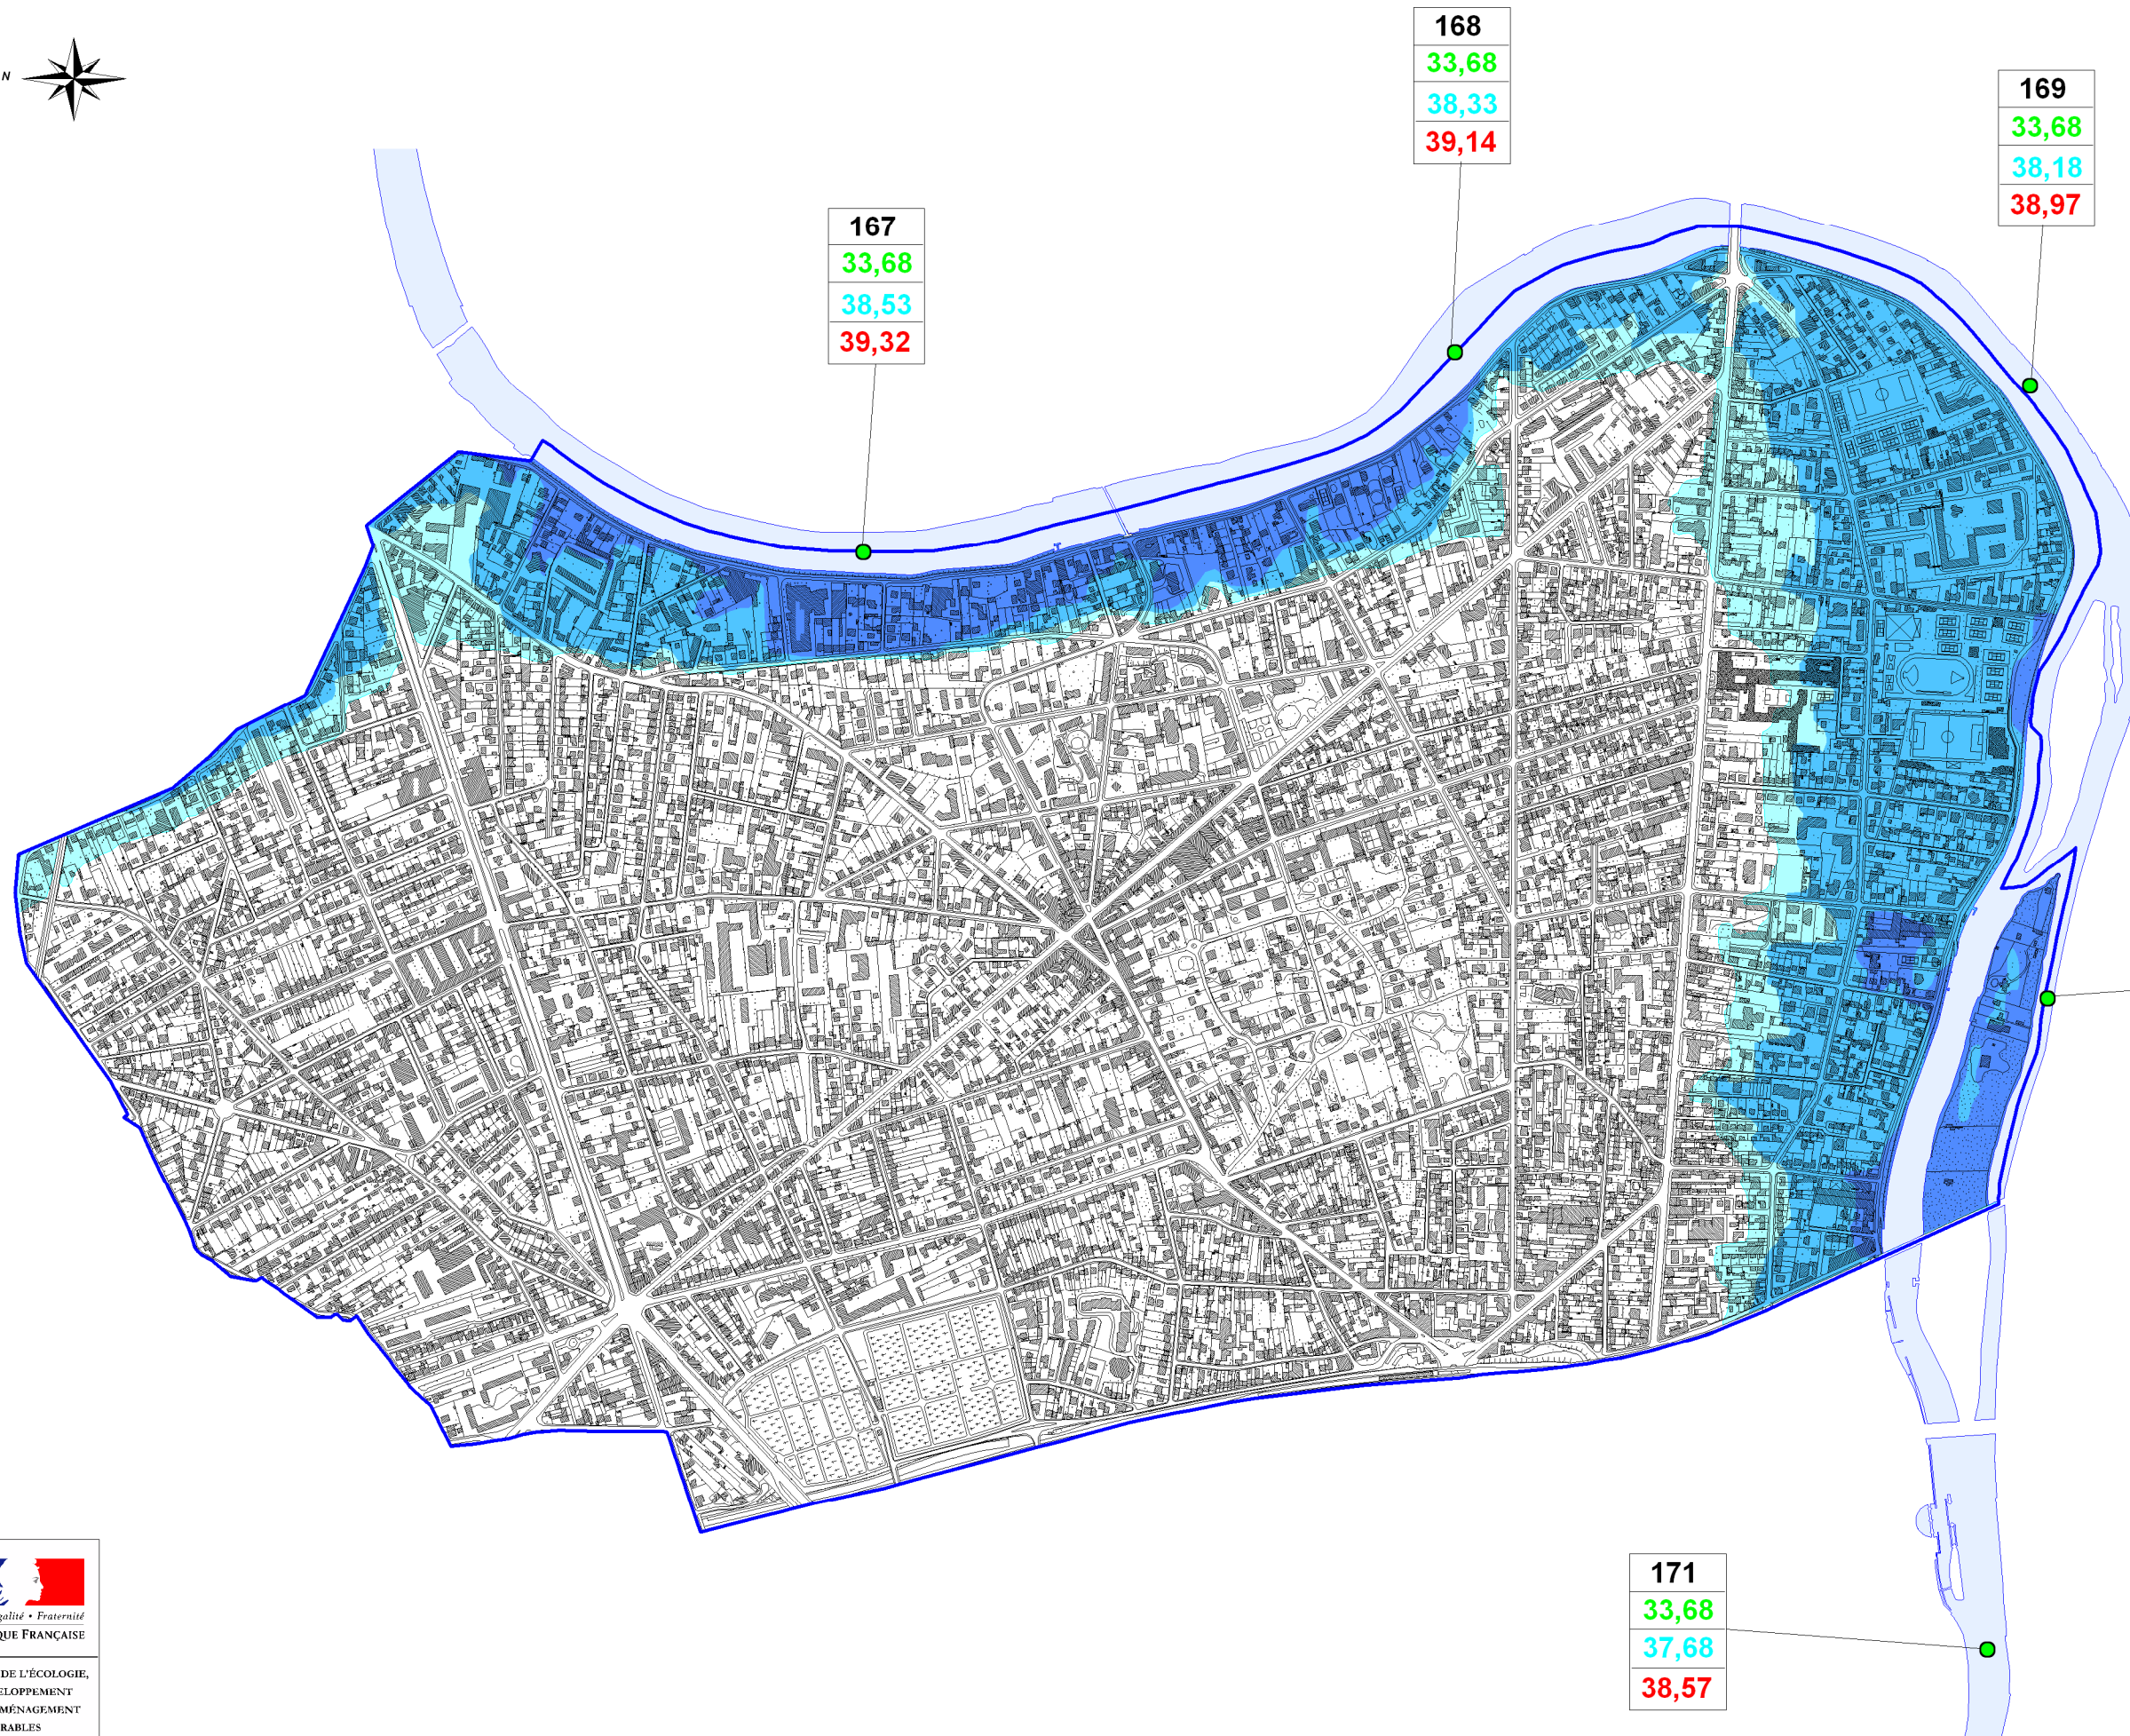 N
168
33,68
38,33
39,14
169
33,68
38,18
38,97
167
33,68
38,53
39,32
171
33,68
37,68
38,57
galité • Fraternité
QUE FRANÇAISE
DE L'ÉCOLOGIE,
ELOPPEMENT
MÉNAGEMENT
RABLES